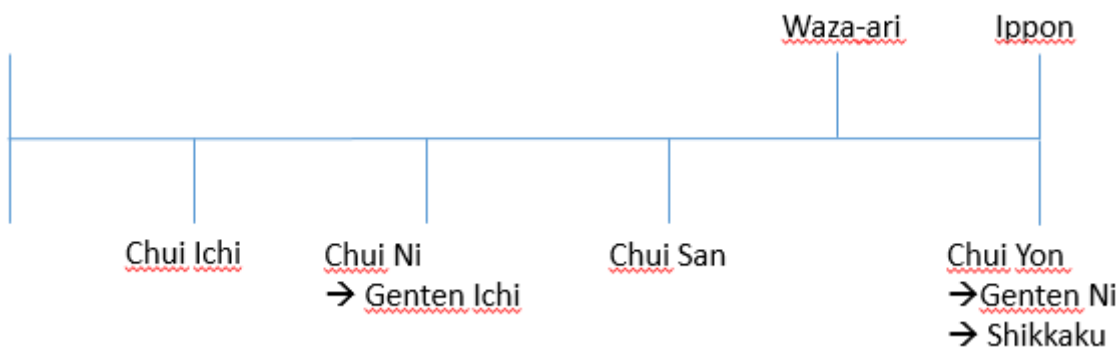 Waza-ari Ippon
Chui Ichi Chui Ni Chui San Chui Yon
→ Genten Ichi →Genten Ni
→ Shikkaku